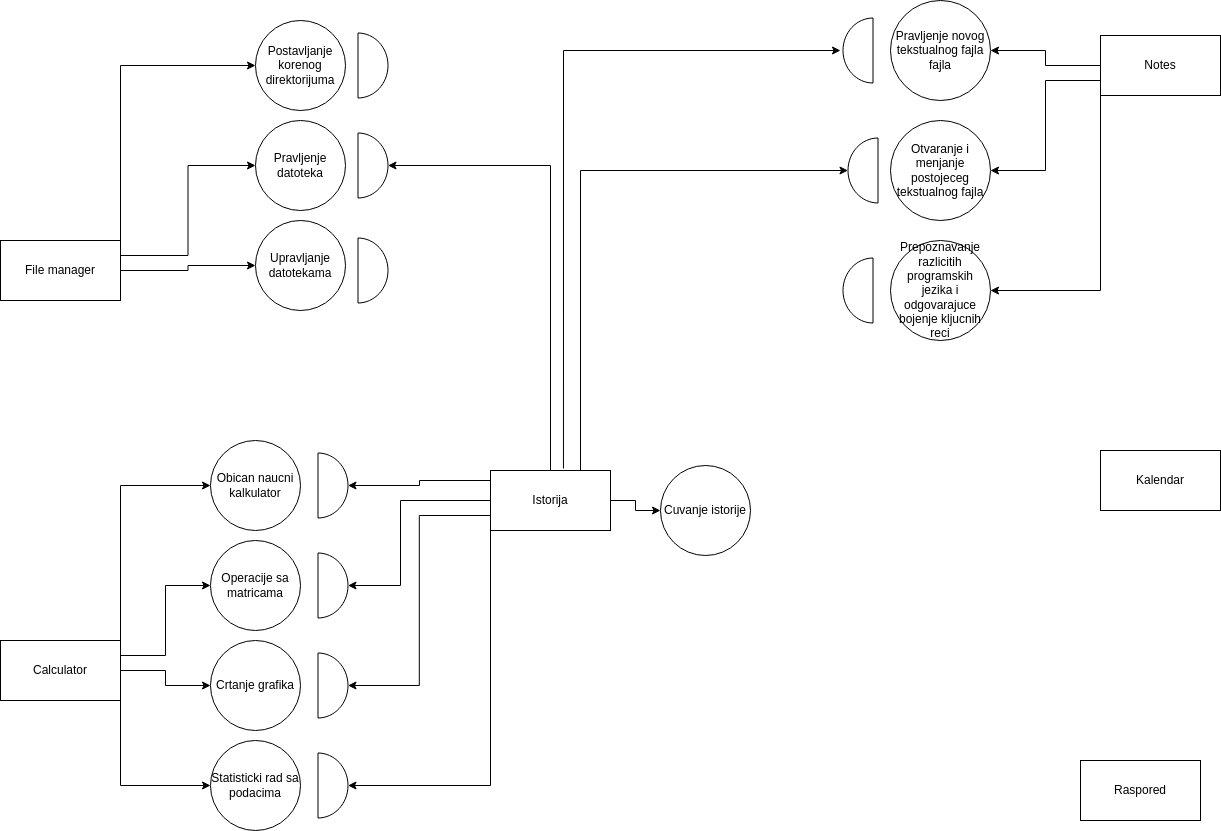 Postavljanje
korenog
direktorijuma
Pravljenje
datoteka
Upravljanje
datotekama
File manager
Pravljenje novog
tekstualnog fajla
fajla
Notes
Otvaranje i
menjanje
postojeceg
tekstualnog fajla
Prepoznavanje
razlicitih
programskih
jezika i
odgovarajuce
bojenje kljucnih
reci
Obican naucni
kalkulator
Operacije sa
matricama
Crtanje grafika
Statisticki rad sa
podacima
Calculator
Istorija
Cuvanje istorije
Kalendar
Raspored